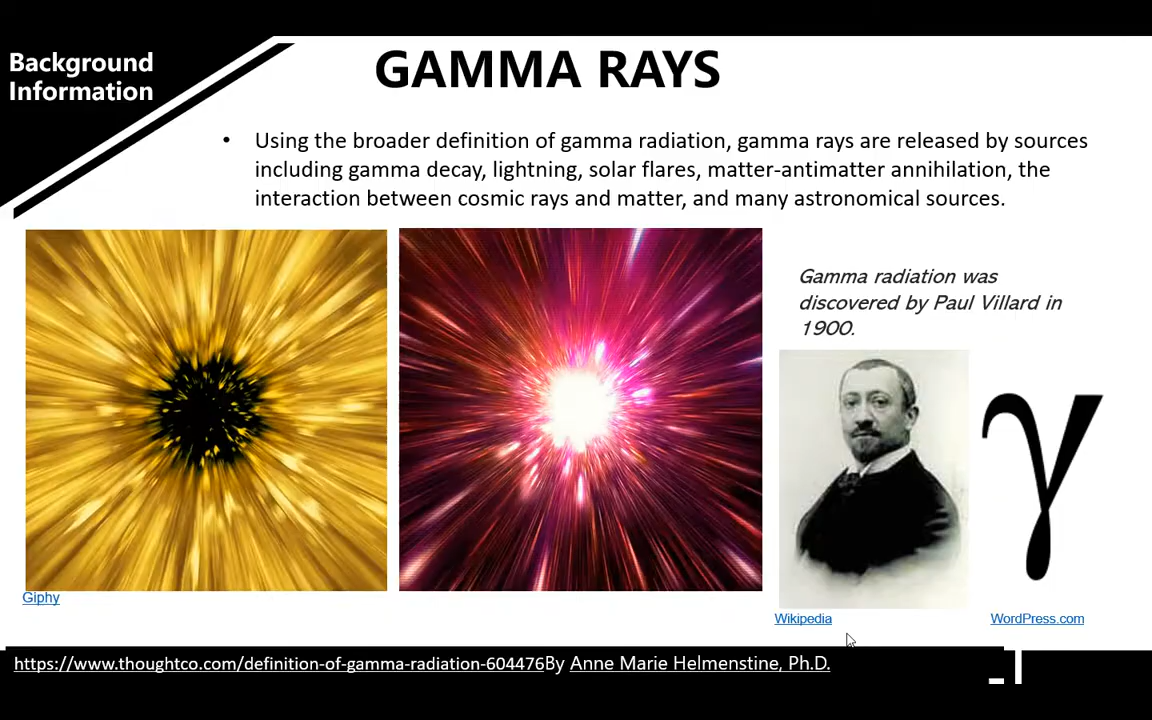 Background
Information
GAMMA RAYS
• Using the broader definition of gamma radiation, gamma rays are released by sources
including gamma decay, lightning, solar flares, matter-antimatter annihilation, the
interaction between cosmic rays and matter, and many astronomical sources.
Gamma radiation was
discovered by Paul Villard in
1900.
γ
Giphy
Wikipedia
WordPress.com
https://www.thoughtco.com/definition-of-gamma-radiation-604476By Anne Marie Helmenstine, Ph.D.